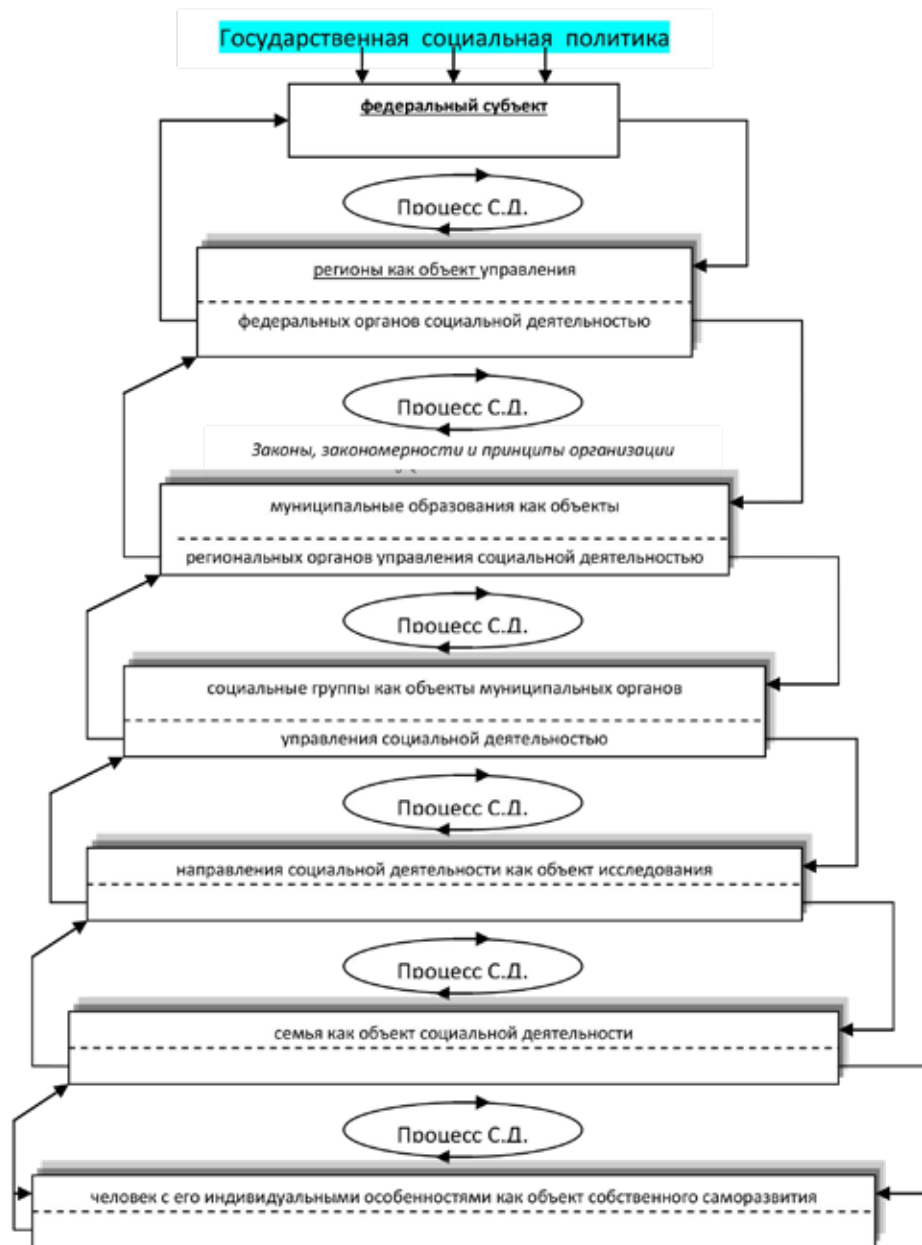 Государственная социальная политика
федеральный субъект
Процесс С.Д.
регионы как объект управления
федеральных органов социальной деятельностью
Процесс С.Д.
Законы, закономерности и принципы организации
муниципальные образования как объекты
региональных органов управления социальной деятельностью
Процесс С.Д.
социальные группы как объекты муниципальных органов
управления социальной деятельностью
Процесс С.Д.
направления социальной деятельности как объект исследования
Процесс С.Д.
семья как объект социальной деятельности
Процесс С.Д.
человек с его индивидуальными особенностями как объект собственного саморазвития